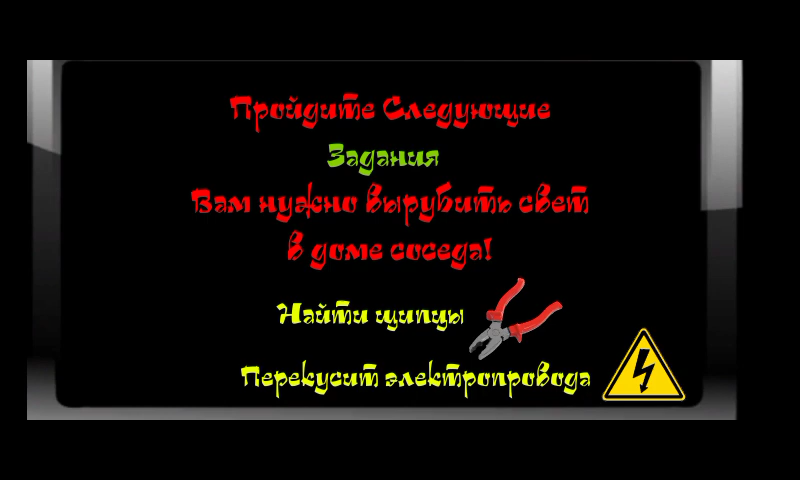 Пройдите Следующие
Задания
Вам нужно вырубить свет
в доме соседа!
Найти щипцы
Перекусит электропровода